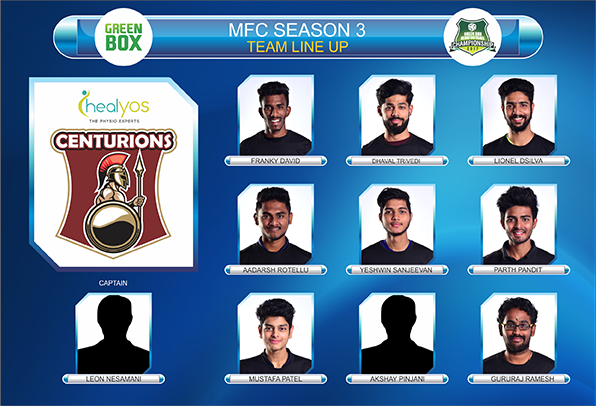 GREEN
BOX
MFC SEASON 3
TEAM LINE UP
CHAMPIONSHIP
healyos
THE PHYSIO EXPERTS
CENTURIONS
FRANKY DAVID
DHAVAL TRIVEDI
LIONEL DSILVA
AADARSH ROTELLU
YESHWIN SANJEEVAN
PARTH PANDIT
CAPTAIN
LEON NESAMANI
MUSTAFA PATEL
AKSHAY PINJANI
GURURAJ RAMESH